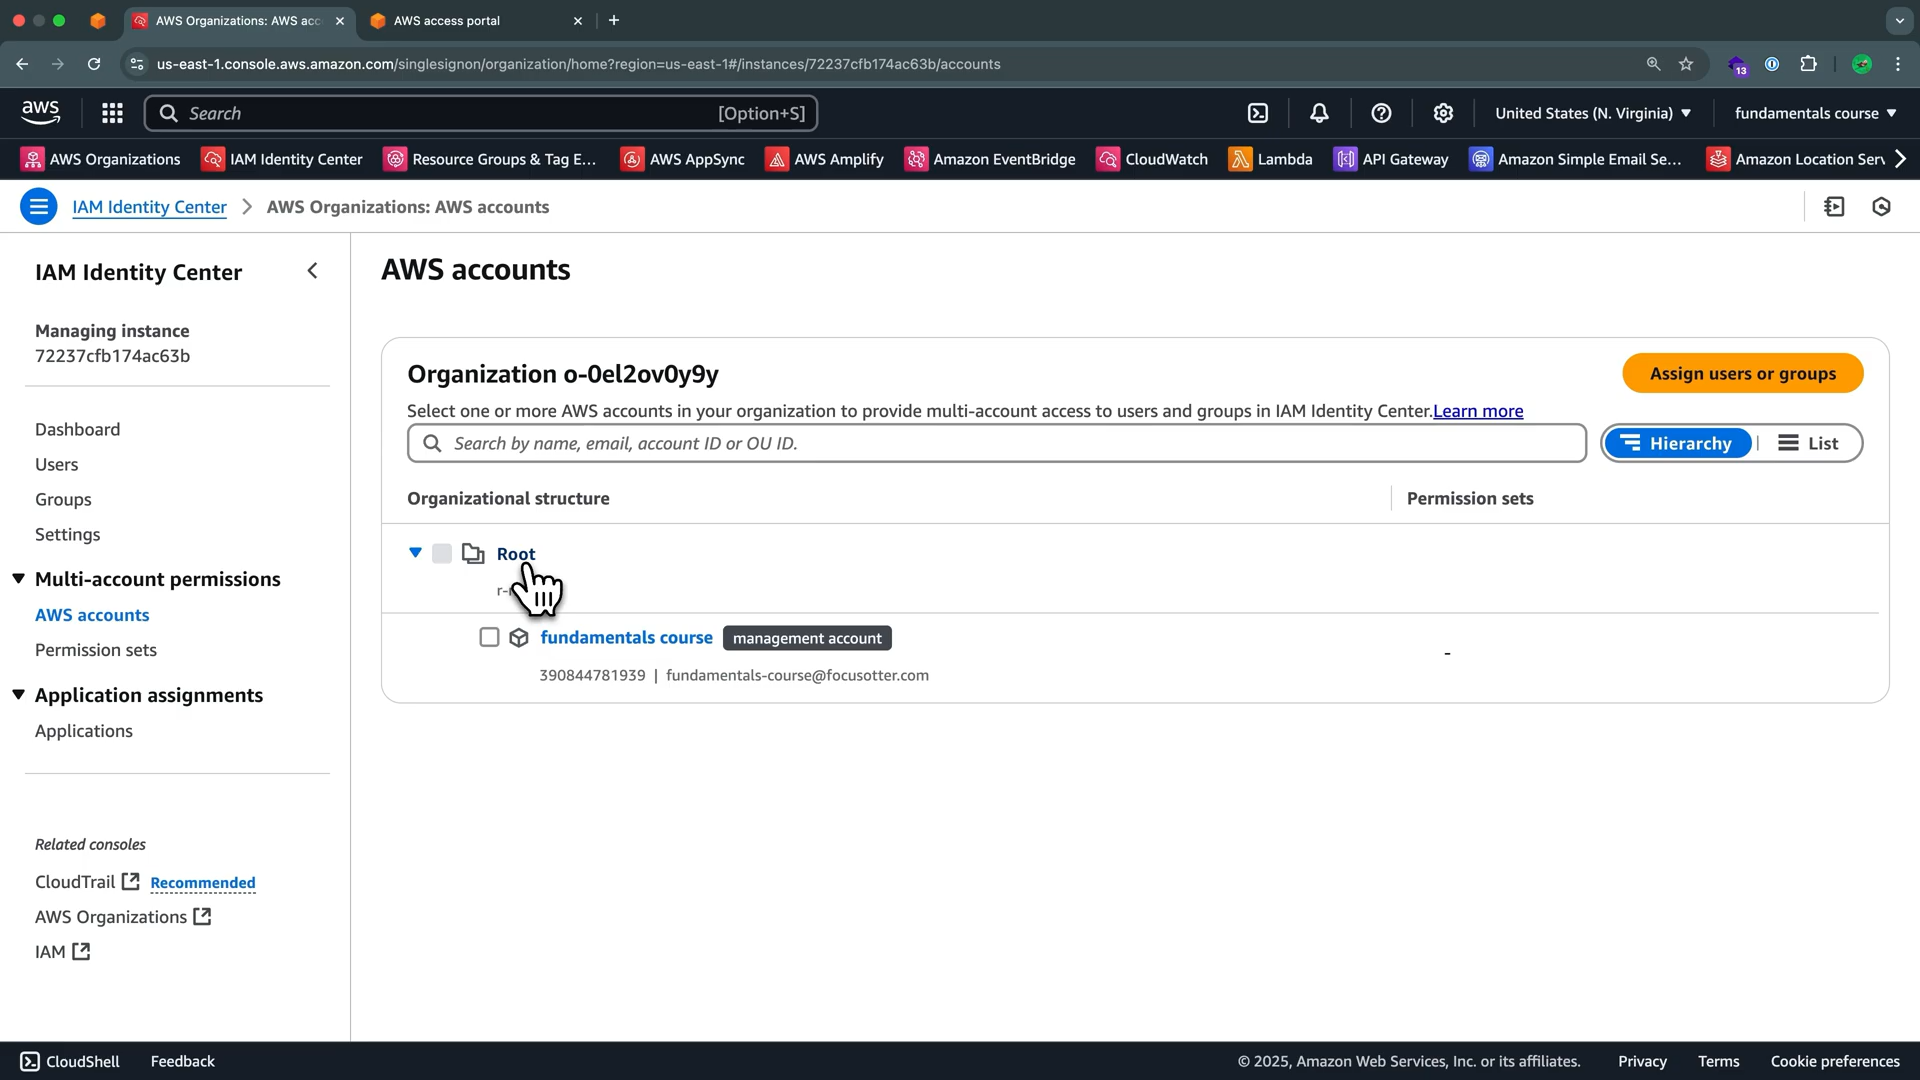 AWS Organizations: AWS acc
AWS access portal
us-east-1.console.aws.amazon.com/singlesignon/organization/home?region=us-east-1#/instances/72237cfb174ac63b/accounts
13
aws
Search
[Option+S]
United States (N. Virginia)
fundamentals course
AWS Organizations
IAM Identity Center
Resource Groups & Tag E...
AWS AppSync
AWS Amplify
Amazon EventBridge
CloudWatch
Lambda
API Gateway
Amazon Simple Email Se...
Amazon Location Serv
IAM Identity Center
AWS Organizations: AWS accounts
IAM Identity Center
Managing instance
72237cfb174ac63b
Dashboard
Users
Groups
Settings
Multi-account permissions
AWS accounts
Permission sets
Application assignments
Applications
Related consoles
CloudTrail Recommended
AWS Organizations
IAM
AWS accounts
Organization o-0el2ov0y9y
Assign users or groups
Select one or more AWS accounts in your organization to provide multi-account access to users and groups in IAM Identity Center.Learn more
Search by name, email, account ID or OU ID.
Hierarchy
List
Organizational structure
Permission sets
Root
fundamentals course
management account
-
390844781939 | fundamentals-course@focusotter.com
CloudShell
Feedback
© 2025, Amazon Web Services, Inc. or its affiliates.
Privacy
Terms
Cookie preferences